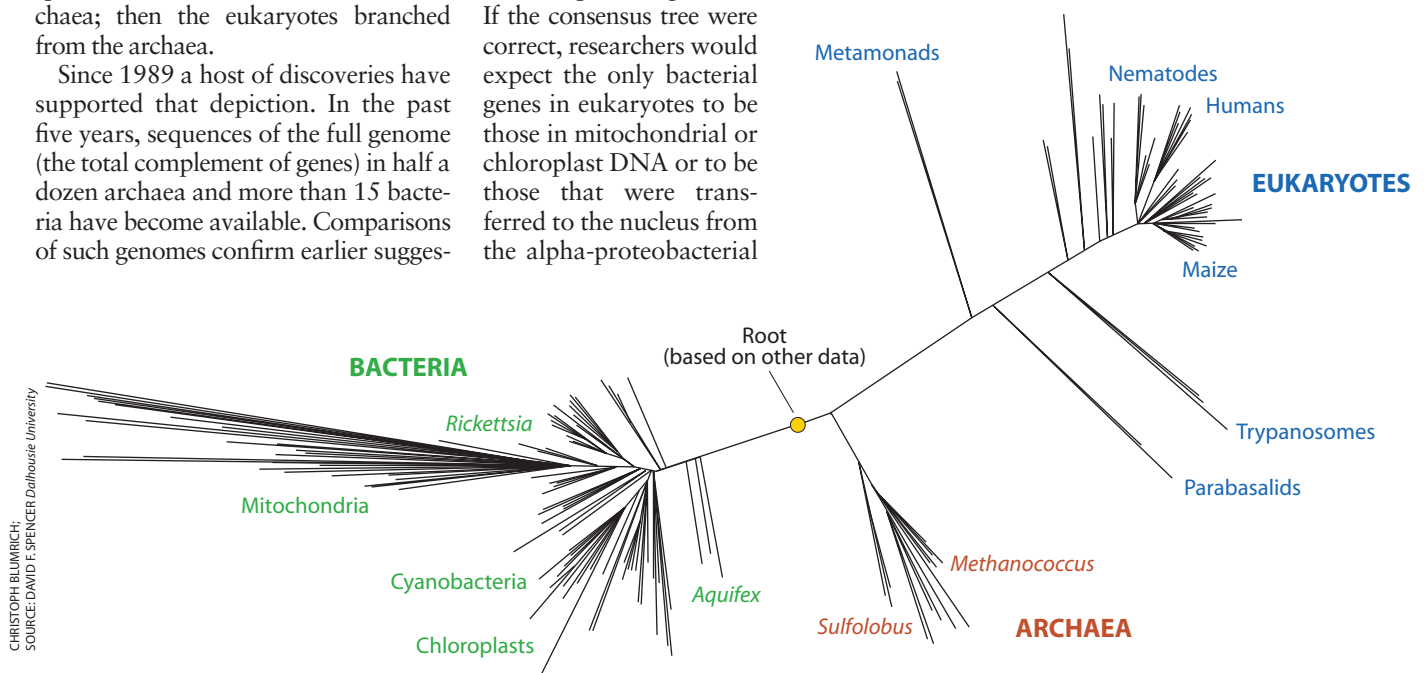 chaea; then the eukaryotes branched
from the archaea.
Since 1989 a host of discoveries have
supported that depiction. In the past
five years, sequences of the full genome
(the total complement of genes) in half a
dozen archaea and more than 15 bacte-
ria have become available. Comparisons
of such genomes confirm earlier sugges-
If the consensus tree were
correct, researchers would
expect the only bacterial
genes in eukaryotes to be
those in mitochondrial or
chloroplast DNA or to be
those that were trans-
ferred to the nucleus from
the alpha-proteobacterial
Metamonads
Nematodes
Humans
EUKARYOTES
Maize
Root
(based on other data)
BACTERIA
Rickettsia
Mitochondria
Trypanosomes
Parabasalids
Cyanobacteria
Aquifex
Methanococcus
Sulfolobus
ARCHAEA
Chloroplasts
CHRISTOPH BLUMRICH;
SOURCE: DAVID F. SPENCER Dalhousie University